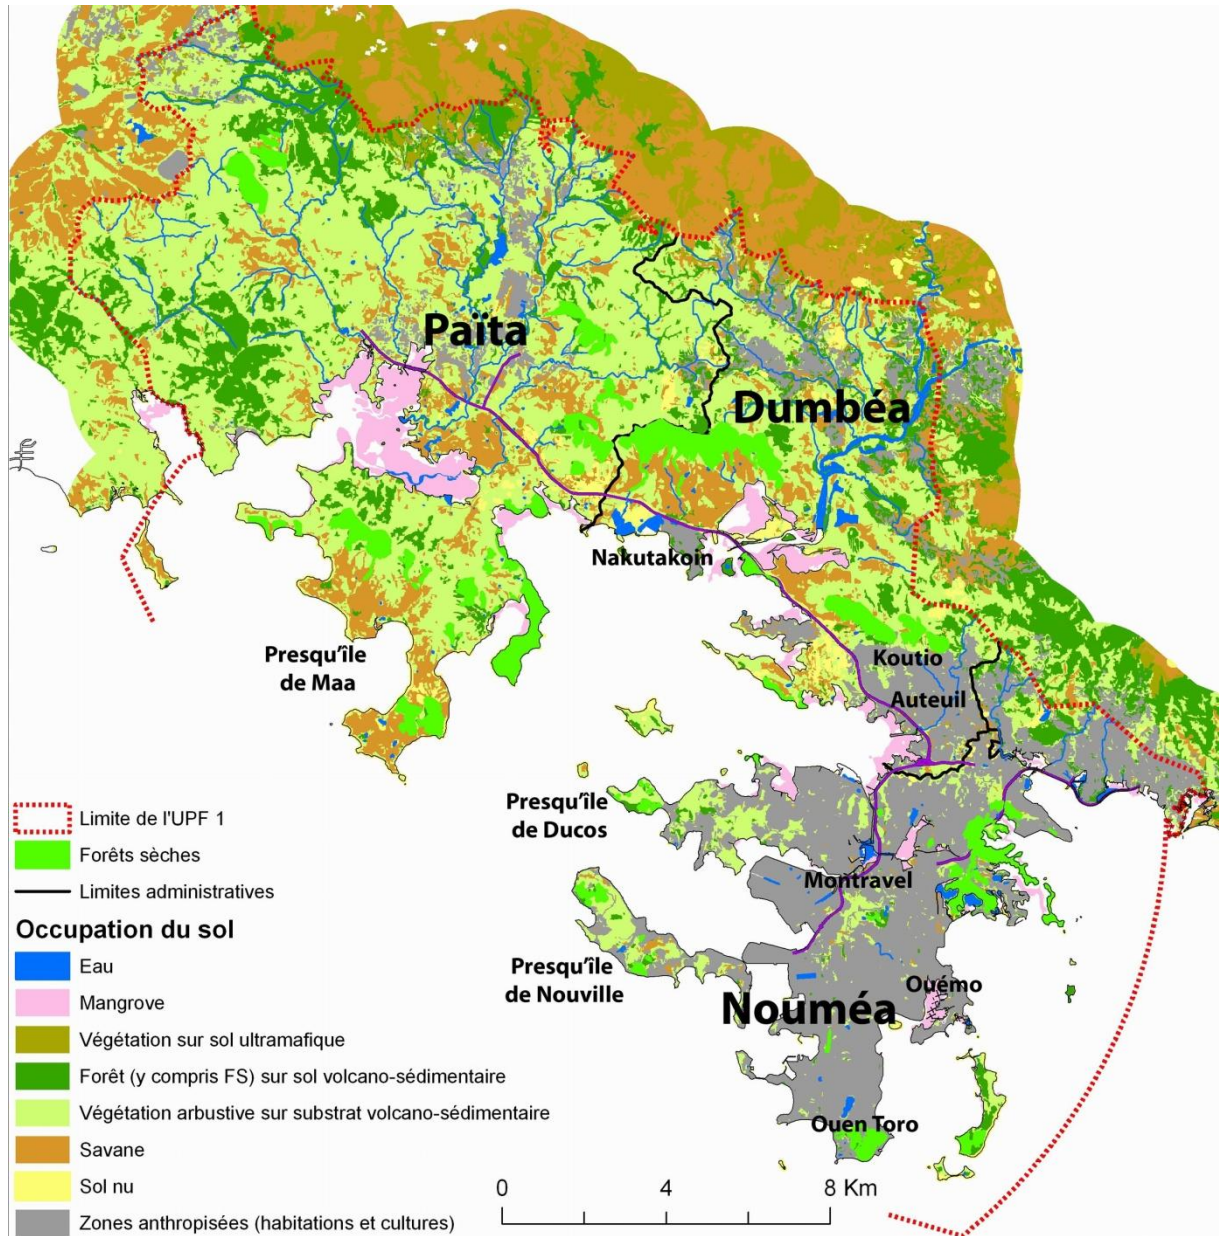 Païta
Dumbéa
Nakutakoin
Presqu'île
de Maa
Koutio
Auteuil
Presqu'île
de Ducos
Montravel
Presqu'île
de Nouville
Ouémo
Nouméa
Ouen Toro
Limite de l'UPF 1
Forêts sèches
Limites administratives
Occupation du sol
Eau
Mangrove
Végétation sur sol ultramafique
Forêt (y compris FS) sur sol volcano-sédimentaire
Végétation arbustive sur substrat volcano-sédimentaire
Savane
Sol nu
Zones anthropisées (habitations et cultures)
0 4 8 Km